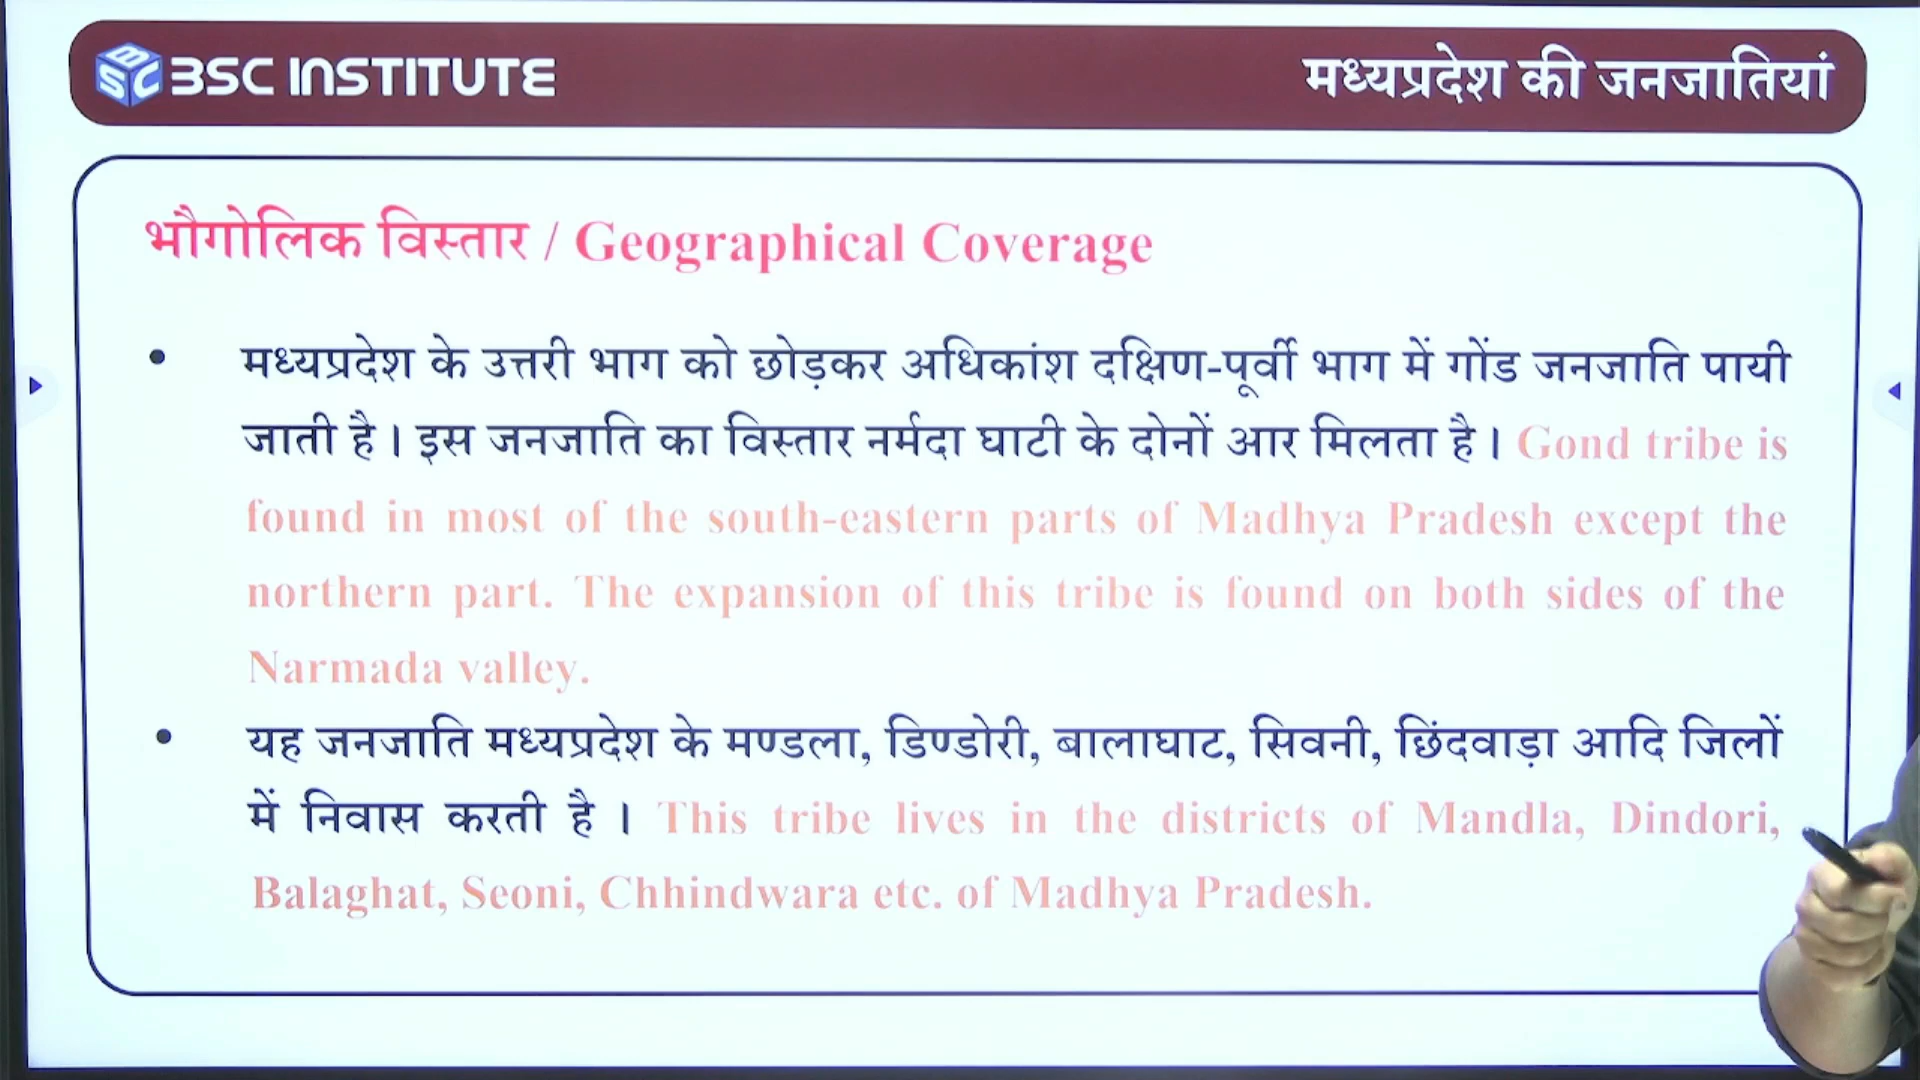 BSC INSTITUTE
मध्यप्रदेश की जनजातियां
भौगोलिक विस्तार / Geographical Coverage
• मध्यप्रदेश के उत्तरी भाग को छोड़कर अधिकांश दक्षिण-पूर्वी भाग में गोंड जनजाति पायी
जाती है। इस जनजाति का विस्तार नर्मदा घाटी के दोनों आर मिलता है। Gond tribe is
found in most of the south-eastern parts of Madhya Pradesh except the
northern part. The expansion of this tribe is found on both sides of the
Narmada valley.
• यह जनजाति मध्यप्रदेश के मण्डला, डिण्डोरी, बालाघाट, सिवनी, छिंदवाड़ा आदि जिलों
में निवास करती है । This tribe lives in the districts of Mandla, Dindori,
Balaghat, Seoni, Chhindwara etc. of Madhya Pradesh.